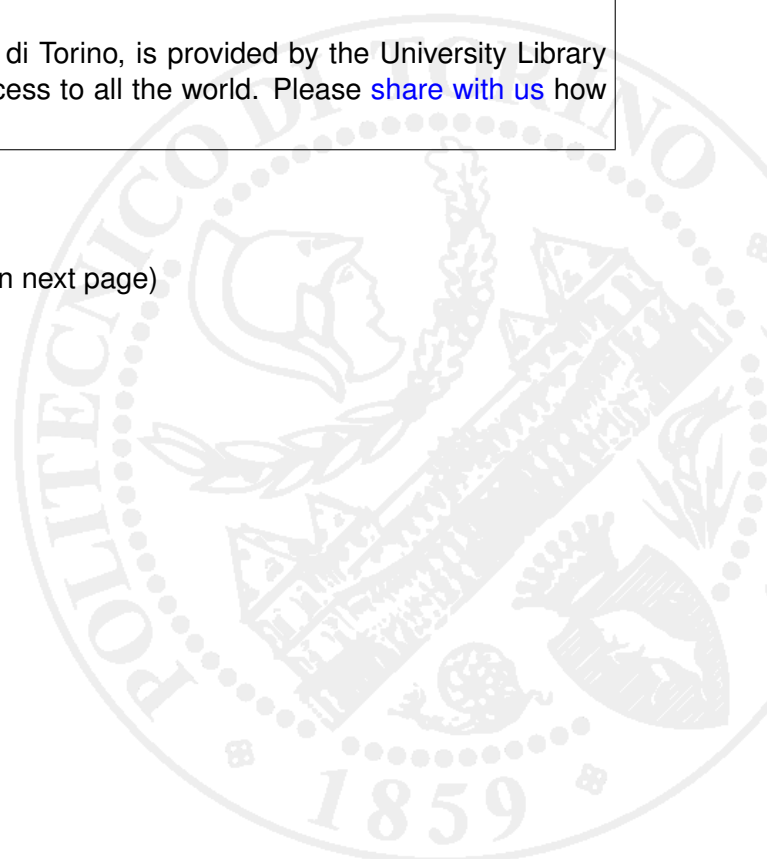 di Torino, is provided by the University Library
cess to all the world. Please share with us how
n next page)
POLITECNICO DI TORINO
1859